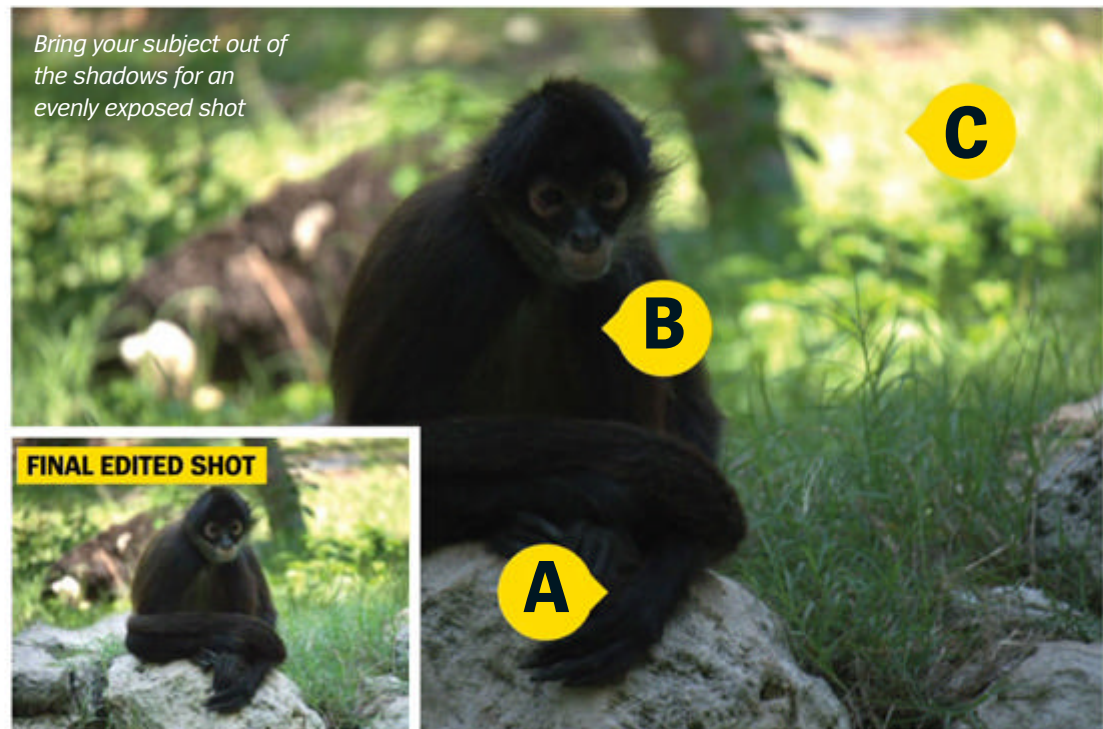 Bring your subject out of
the shadows for an
evenly exposed shot
C
B
FINAL EDITED SHOT
A